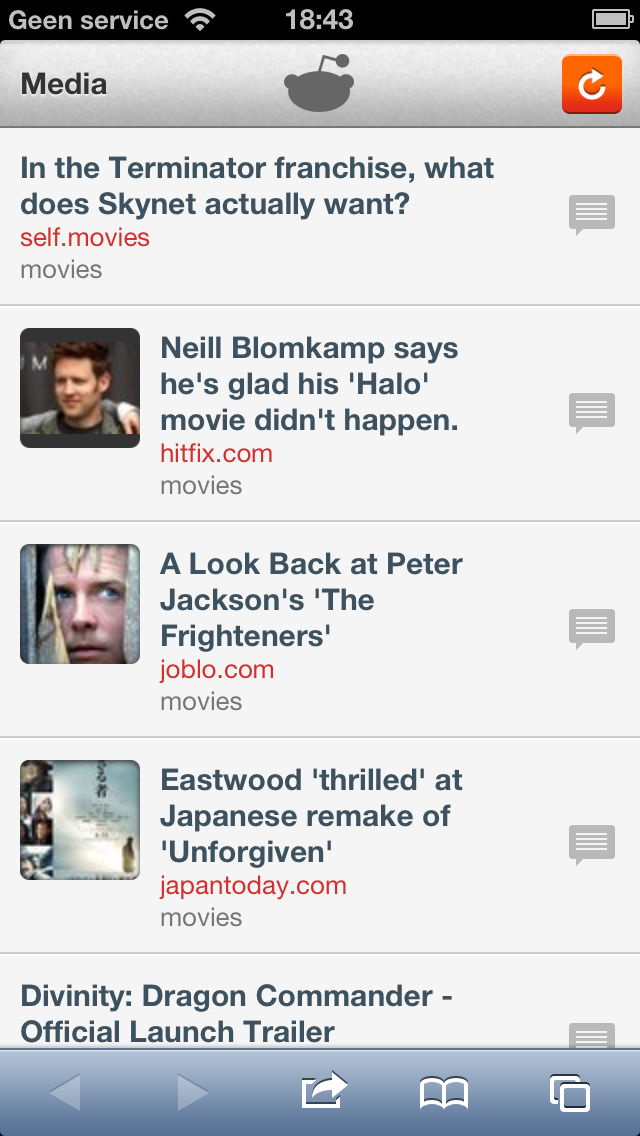 Geen service 18:43
Media
In the Terminator franchise, what
does Skynet actually want?
self.movies
movies
Neill Blomkamp says
he's glad his 'Halo'
movie didn't happen.
hitfix.com
movies
A Look Back at Peter
Jackson's 'The
Frighteners'
joblo.com
movies
Eastwood 'thrilled' at
Japanese remake of
'Unforgiven'
japantoday.com
movies
Divinity: Dragon Commander -
Official Launch Trailer